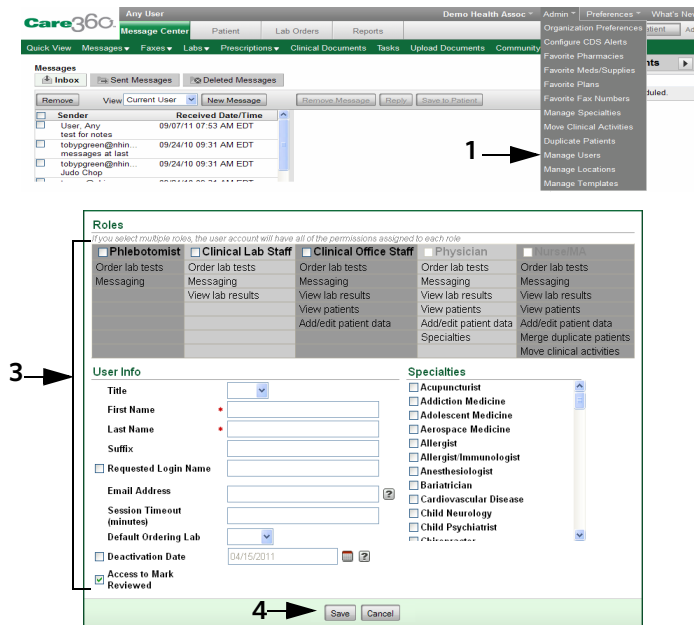 Care360
Any User
Demo Health Assoc
Admin
Preferences
What's Ne
Message Center
Patient
Lab Orders
Reports
Quick View Messages Faxes Labs Prescriptions Clinical Documents Tasks Upload Documents Community
Organization Preferences
Configure CDS Alerts
Favorite Pharmacies
Favorite Meds/Supplies
Favorite Plans
Favorite Fax Numbers
Manage Specialties
Move Clinical Activities
Duplicate Patients
Manage Users
Manage Locations
Manage Templates
atient
nts
duled.
1
Messages
Inbox Sent Messages Deleted Messages
Remove View Current User New Message Remove Message Reply Save to Patient
Sender Received Date/Time
User, Any 09/07/11 07:53 AM EDT
test for notes
tobypgreen@nhin... 09/24/10 09:31 AM EDT
messages at last
tobypgreen@nhin... 09/24/10 09:31 AM EDT
Judo Chop
Roles
If you select multiple roles, the user account will have all of the permissions assigned to each role
Phlebotomist Clinical Lab Staff Clinical Office Staff Physician Nurse/MA
Order lab tests Order lab tests Order lab tests Order lab tests Order lab tests
Messaging Messaging Messaging Messaging Messaging
View lab results View lab results View lab results View lab results
View patients View patients View patients
Add/edit patient data Add/edit patient data Add/edit patient data
Specialties Merge duplicate patients
Move clinical activities
3
User Info
Title
First Name *
Last Name *
Suffix
Requested Login Name
Email Address ?
Session Timeout
(minutes)
Default Ordering Lab
Deactivation Date 04/15/2011 ?
Access to Mark
Reviewed
Specialties
Acupuncturist
Addiction Medicine
Adolescent Medicine
Aerospace Medicine
Allergist
Allergist/Immunologist
Anesthesiologist
Bariatrician
Cardiovascular Disease
Child Neurology
Child Psychiatrist
Chiropractor
4
Save Cancel